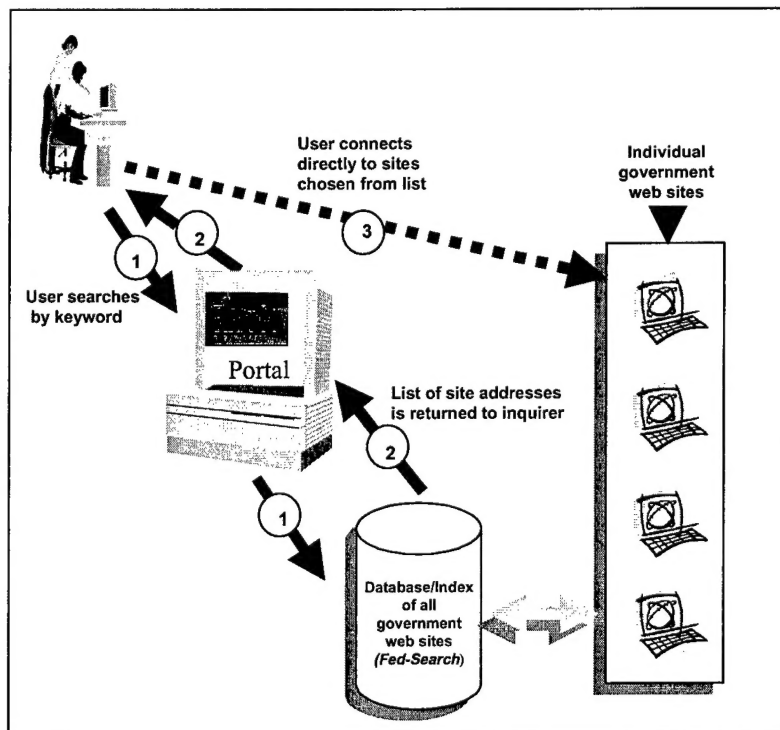 User connects
directly to sites
chosen from list
Individual
government
web sites
3
2
1
User searches
by keyword
Portal
List of site addresses
is returned to inquirer
2
1
Database/Index
of all
government
web sites
(Fed-Search)